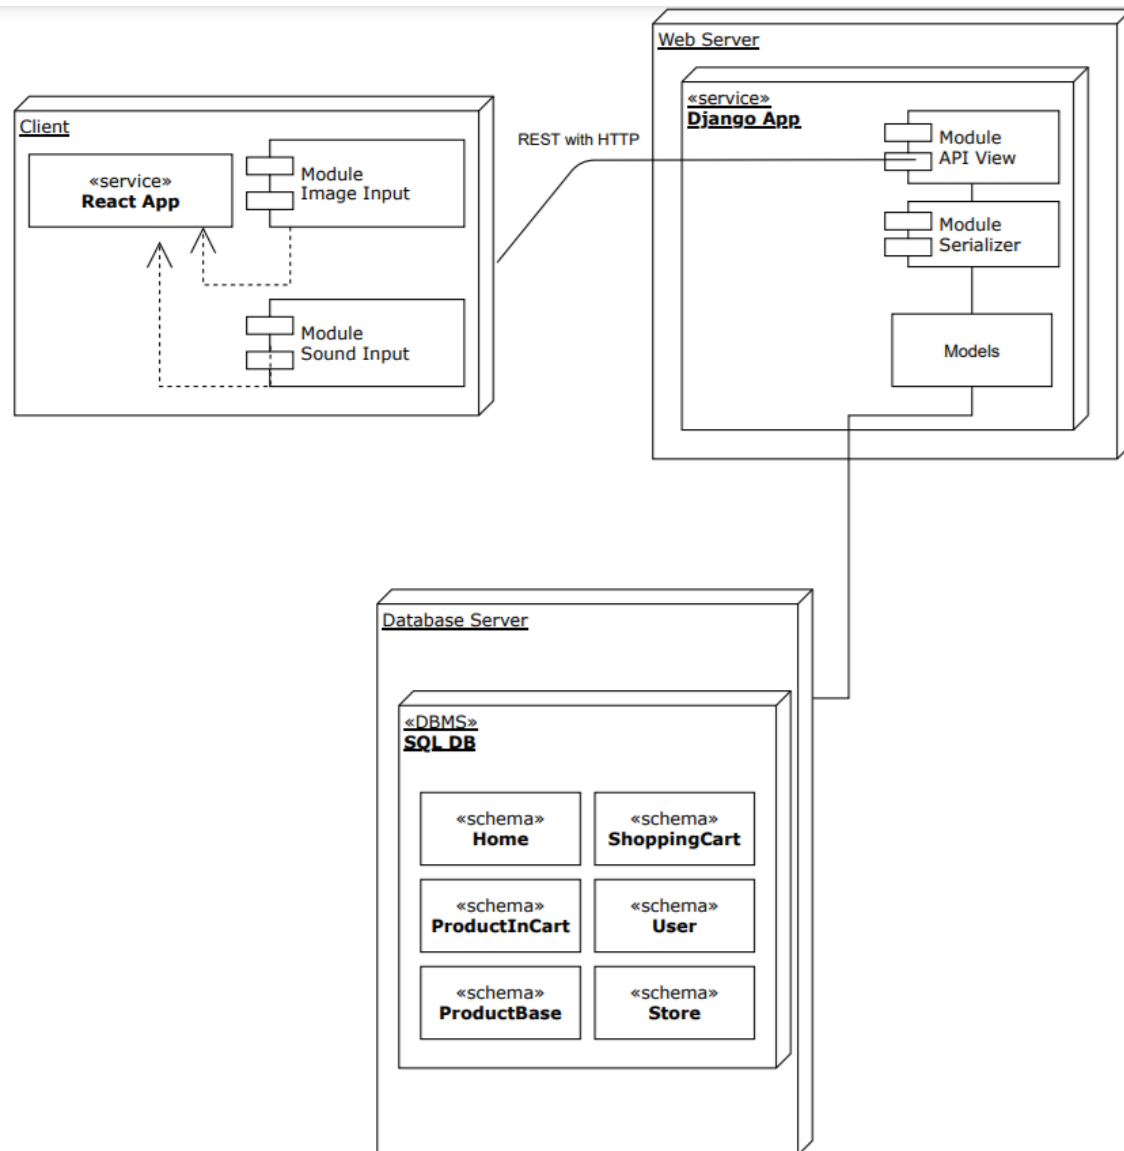 Client
«service»
React App
Module
Image Input
Module
Sound Input
REST with HTTP
Web Server
«service»
Django App
Module
API View
Module
Serializer
Models
Database Server
«DBMS»
SQL DB
«schema»
Home
«schema»
ShoppingCart
«schema»
ProductInCart
«schema»
User
«schema»
ProductBase
«schema»
Store